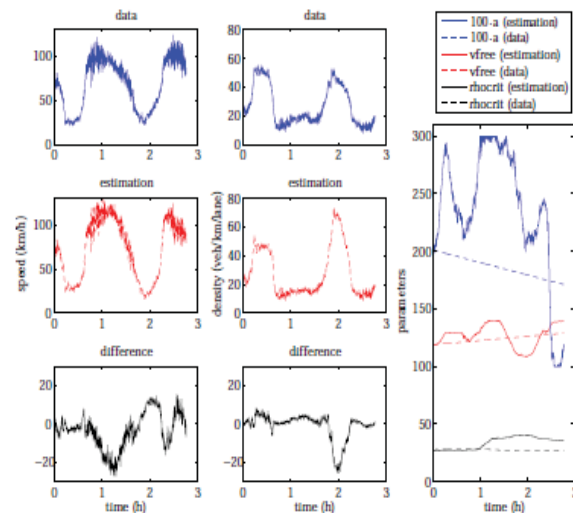 data
speed (km/h)
100
50
0
0 1 2 3
data
density (veh/km/lane)
80
60
40
20
0
0 1 2 3
estimation
100
50
0
0 1 2 3
estimation
80
60
40
20
0
0 1 2 3
difference
20
0
−20
0 1 2 3
time (h)
difference
20
0
−20
0 1 2 3
time (h)
100·a (estimation)
100·a (data)
vfree (estimation)
vfree (data)
rhocrit (estimation)
rhocrit (data)
parameters
300
250
200
150
100
50
0
0 1 2 3
time (h)